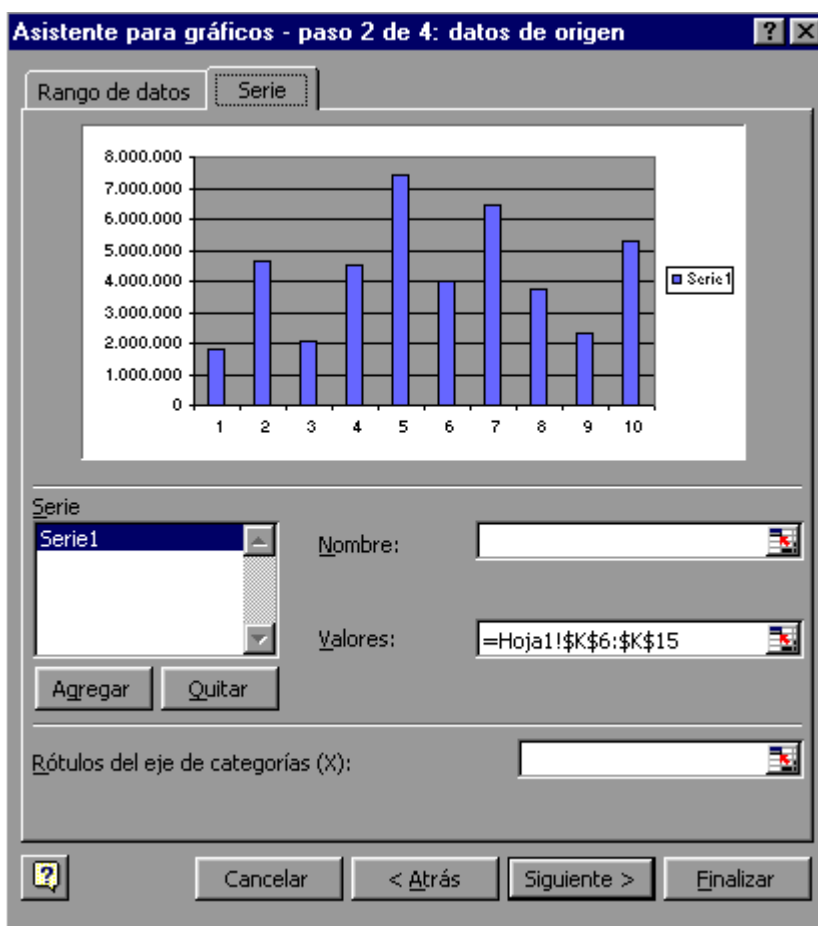 Asistente para gráficos - paso 2 de 4: datos de origen
Rango de datos
Serie
8.000.000
7.000.000
6.000.000
5.000.000
4.000.000
3.000.000
2.000.000
1.000.000
0
1 2 3 4 5 6 7 8 9 10
Serie1
Serie
Serie1
Nombre:
Valores: =Hoja1!$K$6:$K$15
Agregar Quitar
Rótulos del eje de categorías (X):
Cancelar < Atrás Siguiente > Finalizar